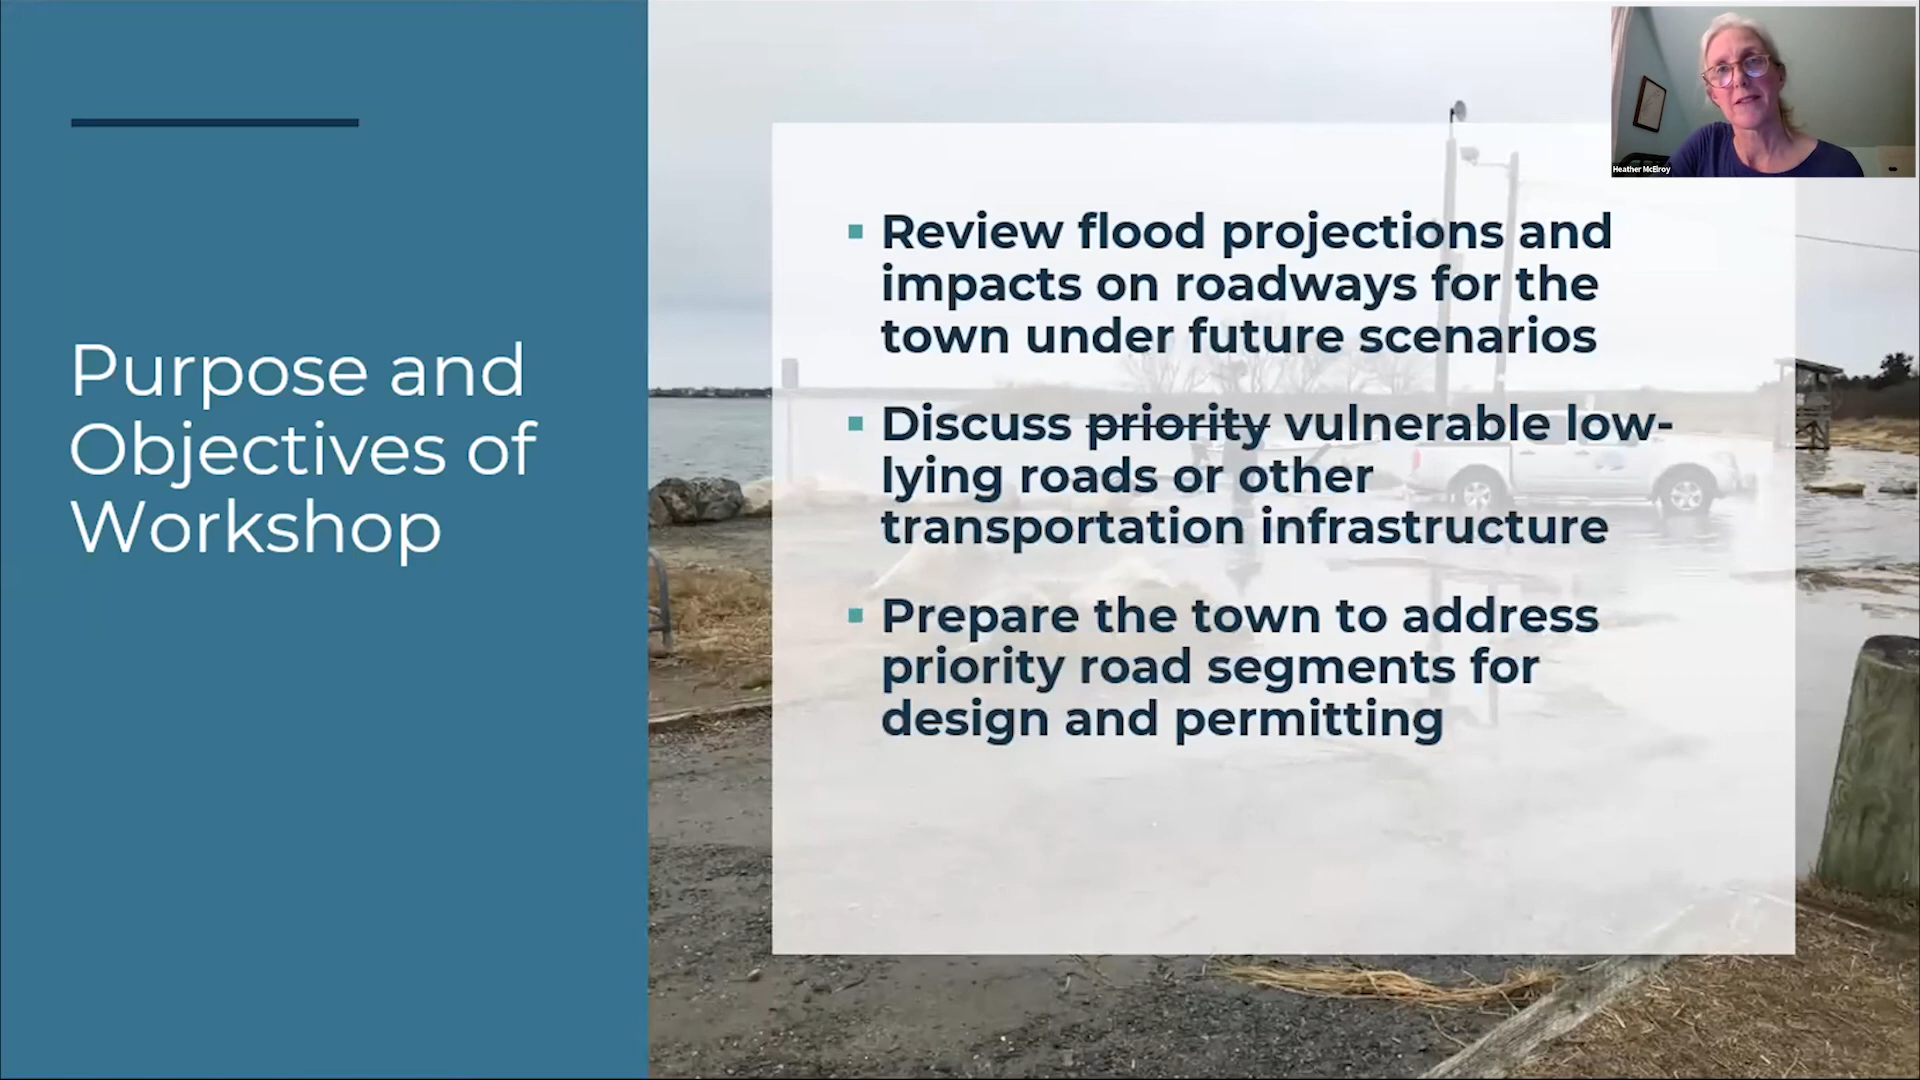 Purpose and
Objectives of
Workshop
Review flood projections and
impacts on roadways for the
town under future scenarios
Discuss priority vulnerable low-
lying roads or other
transportation infrastructure
Prepare the town to address
priority road segments for
design and permitting
Heather McElroy